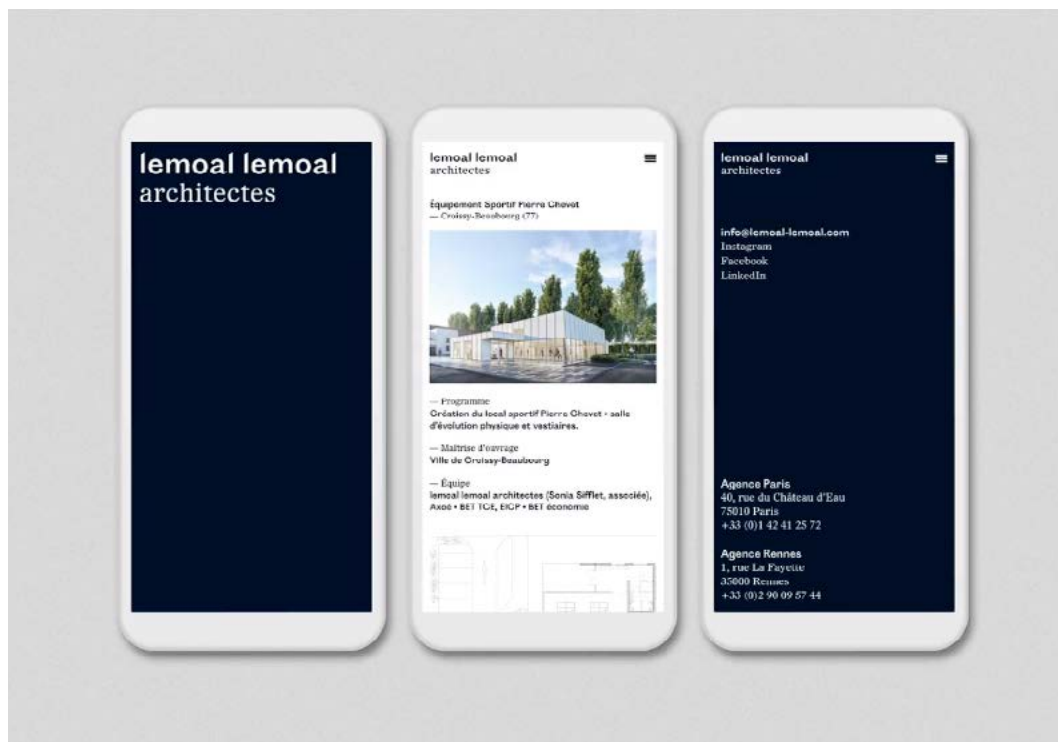 lemoal lemoal
architectes
lemoal lemoal
architectes
Équipement Sportif Pierre Chevet
— Croissy-Beaubourg (77)
— Programme
Création du local sportif Pierre Chevet • salle
d'évolution physique et vestiaires.
— Maîtrise d'ouvrage
Ville de Croissy-Beaubourg
— Équipe
lemoal lemoal architectes (Sonia Sifflet, associée),
Axoé • BET TCE, EICP • BET économie
lemoal lemoal
architectes
info@lemoal-lemoal.com
Instagram
Facebook
LinkedIn
Agence Paris
40, rue du Château d'Eau
75010 Paris
+33 (0)1 42 41 25 72
Agence Rennes
1, rue La Fayette
35000 Rennes
+33 (0)2 90 09 57 44